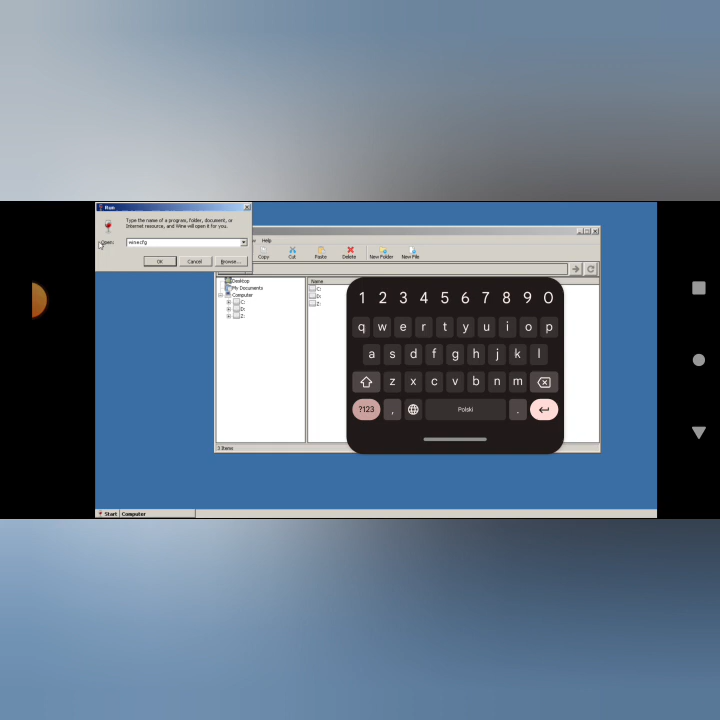 Run
Type the name of a program, folder, document, or
Internet resource, and Wine will open it for you.
Open: winecfg
OK Cancel Browse...
Help
Copy Cut Paste Delete New Folder New File
Desktop
My Documents
Computer
C:
D:
Z:
Name
C:
D:
Z:
3 Items
1 2 3 4 5 6 7 8 9 0
q w e r t y u i o p
a s d f g h j k l
z x c v b n m
?123 , Polski .
Start Computer